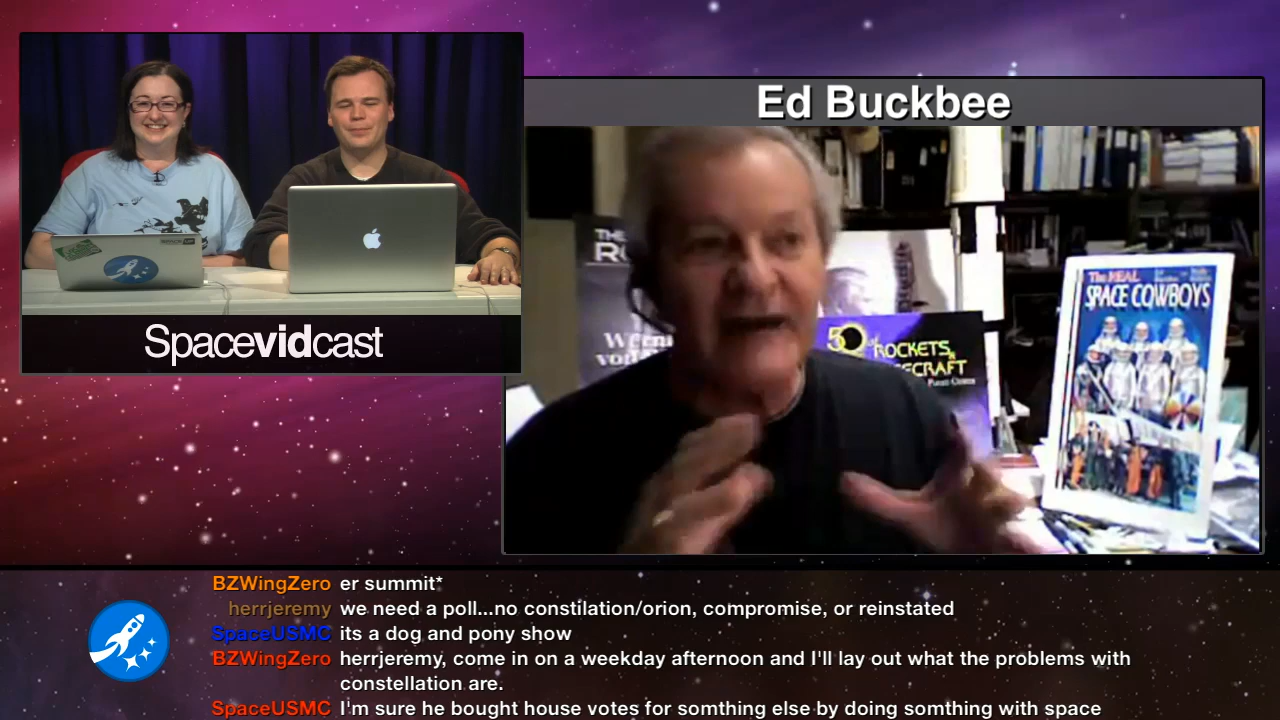 Ed Buckbee
Spacevidcast
THE
The REAL
SPACE COWBOYS
50 of ROCKETS
ECRAFT
BZWingZero er summit*
herrjeremy we need a poll...no constilation/orion, compromise, or reinstated
SpaceUSMC its a dog and pony show
BZWingZero herrjeremy, come in on a weekday afternoon and I'll lay out what the problems with
constellation are.
SpaceUSMC I'm sure he bought house votes for somthing else by doing somthing with space